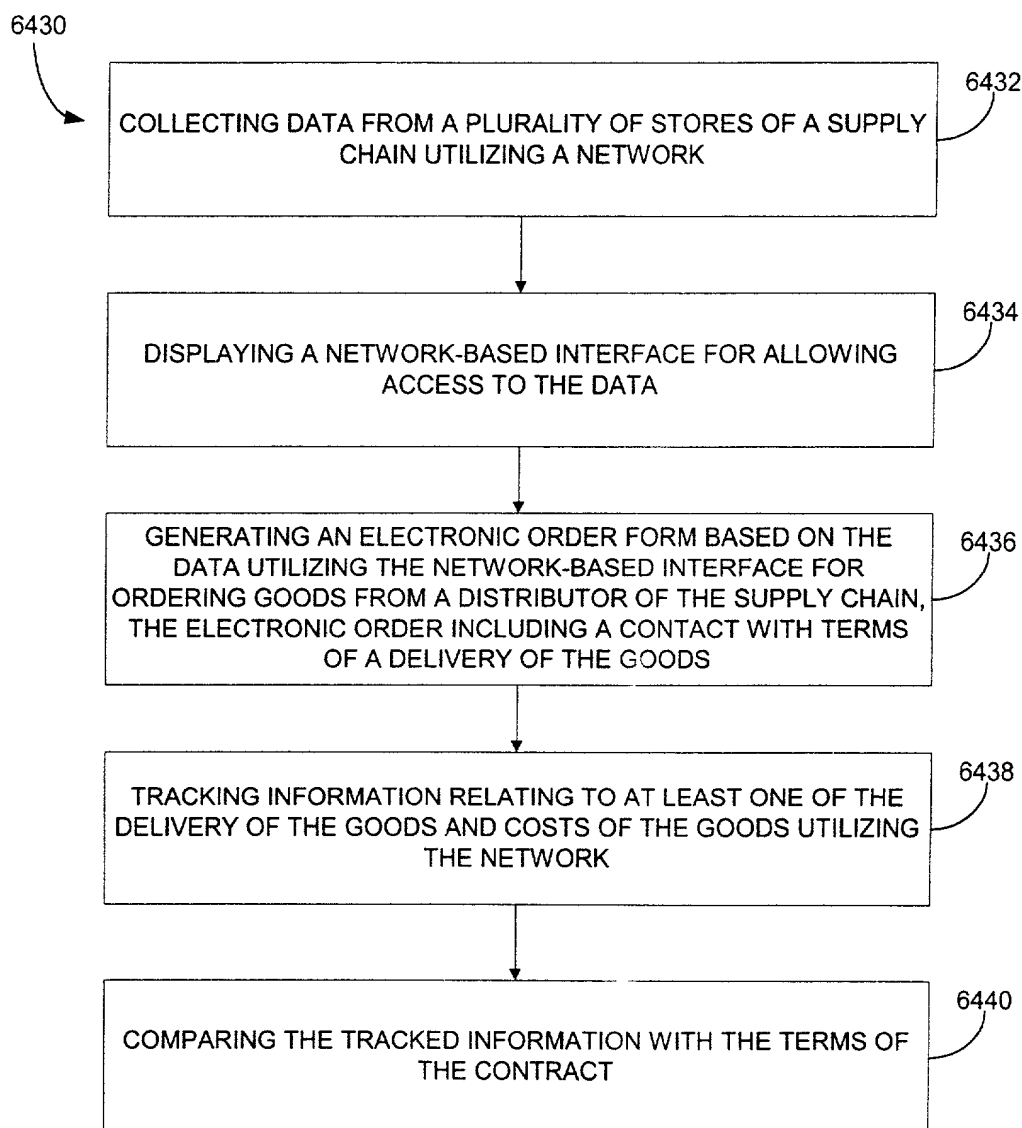 6430
6432
COLLECTING DATA FROM A PLURALITY OF STORES OF A SUPPLY
CHAIN UTILIZING A NETWORK
6434
DISPLAYING A NETWORK-BASED INTERFACE FOR ALLOWING
ACCESS TO THE DATA
6436
GENERATING AN ELECTRONIC ORDER FORM BASED ON THE
DATA UTILIZING THE NETWORK-BASED INTERFACE FOR
ORDERING GOODS FROM A DISTRIBUTOR OF THE SUPPLY CHAIN,
THE ELECTRONIC ORDER INCLUDING A CONTACT WITH TERMS
OF A DELIVERY OF THE GOODS
6438
TRACKING INFORMATION RELATING TO AT LEAST ONE OF THE
DELIVERY OF THE GOODS AND COSTS OF THE GOODS UTILIZING
THE NETWORK
6440
COMPARING THE TRACKED INFORMATION WITH THE TERMS OF
THE CONTRACT